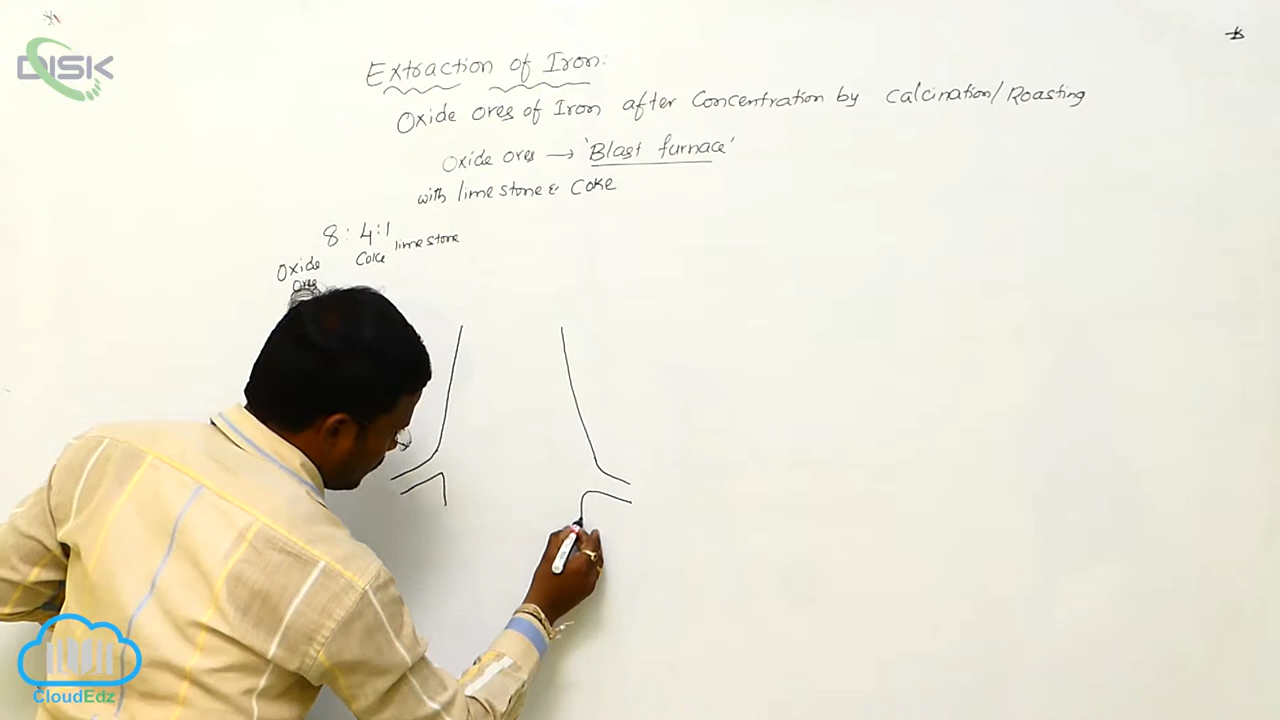 DISK
Extraction of Iron:
Oxide ores of Iron after Concentration by Calcination/Roasting
Oxide ores → 'Blast furnace'
with lime stone & Coke
8 : 4 : 1
Oxide Ores
Coke
lime stone
CloudEdz